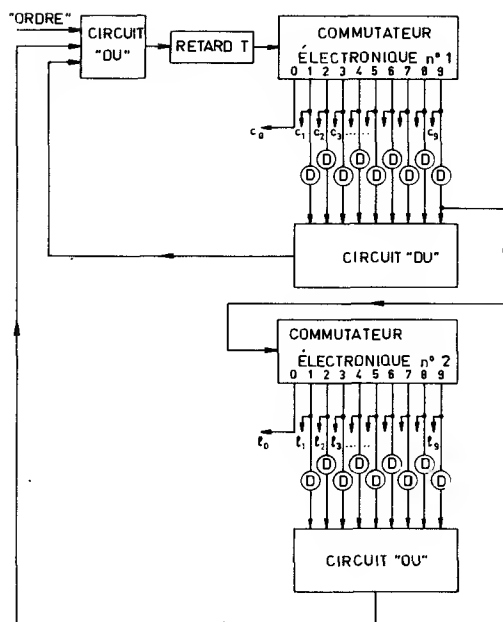 "ORDRE"
CIRCUIT
"OU"
RETARD T
COMMUTATEUR
ÉLECTRONIQUE n° 1
0 1 2 3 4 5 6 7 8 9
c₀ c₁ c₂ c₃ ...... c₉
D D D D
D D D D D
CIRCUIT "OU"
COMMUTATEUR
ÉLECTRONIQUE n° 2
0 1 2 3 4 5 6 7 8 9
ℓ₀ ℓ₁ ℓ₂ ℓ₃ ...... ℓ₉
D D D D
D D D D D
CIRCUIT "OU"